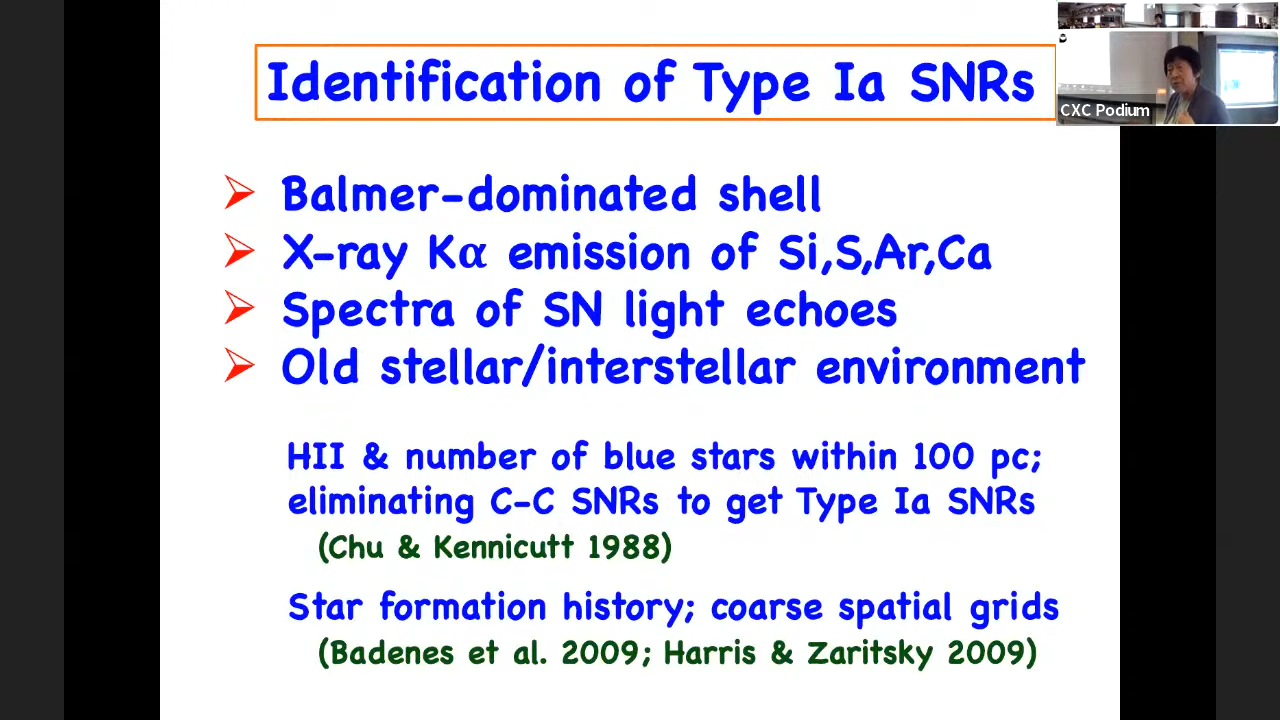 Identification of Type Ia SNRs
CXC Podium
➢ Balmer-dominated shell
➢ X-ray Kα emission of Si,S,Ar,Ca
➢ Spectra of SN light echoes
➢ Old stellar/interstellar environment
HII & number of blue stars within 100 pc;
eliminating C-C SNRs to get Type Ia SNRs
(Chu & Kennicutt 1988)
Star formation history; coarse spatial grids
(Badenes et al. 2009; Harris & Zaritsky 2009)